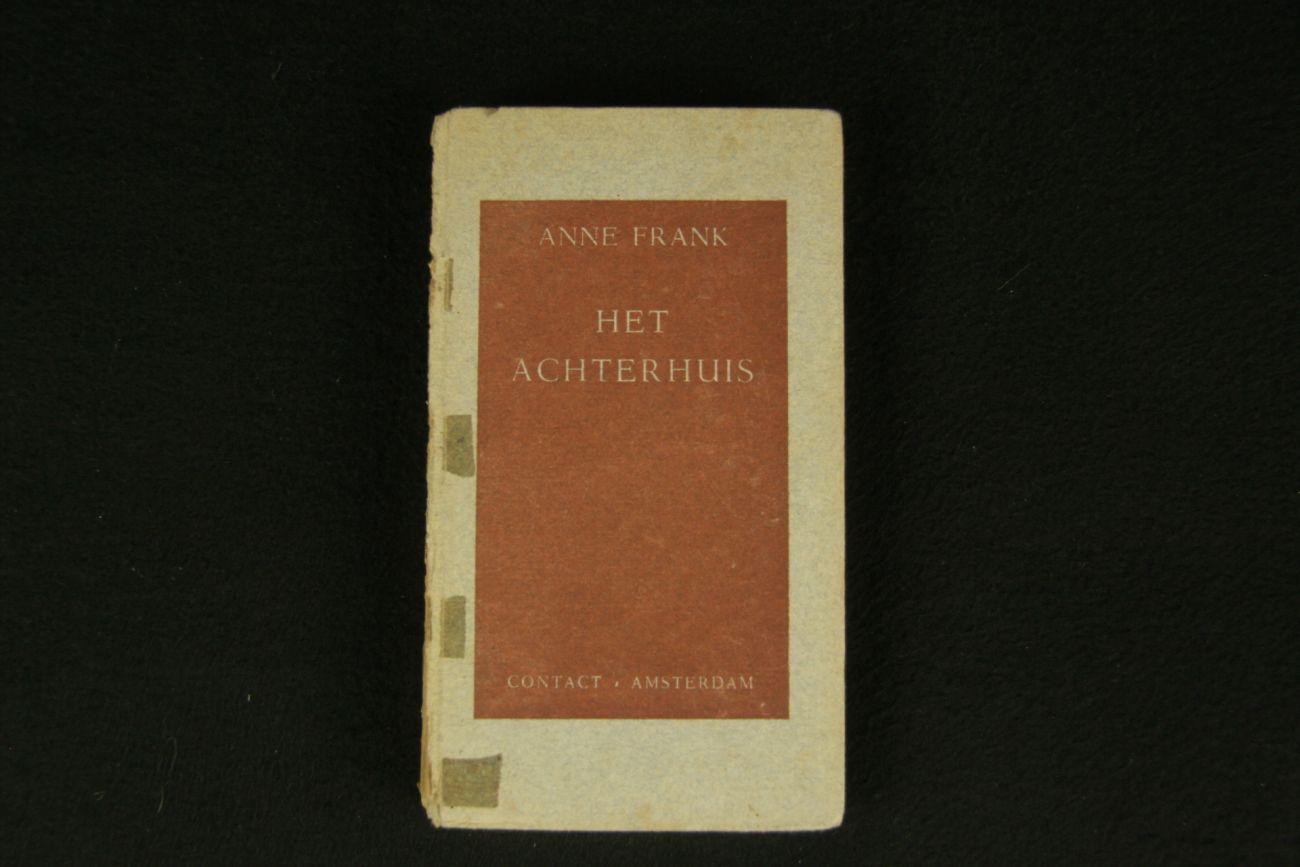 ANNE FRANK
HET
ACHTERHUIS
CONTACT • AMSTERDAM